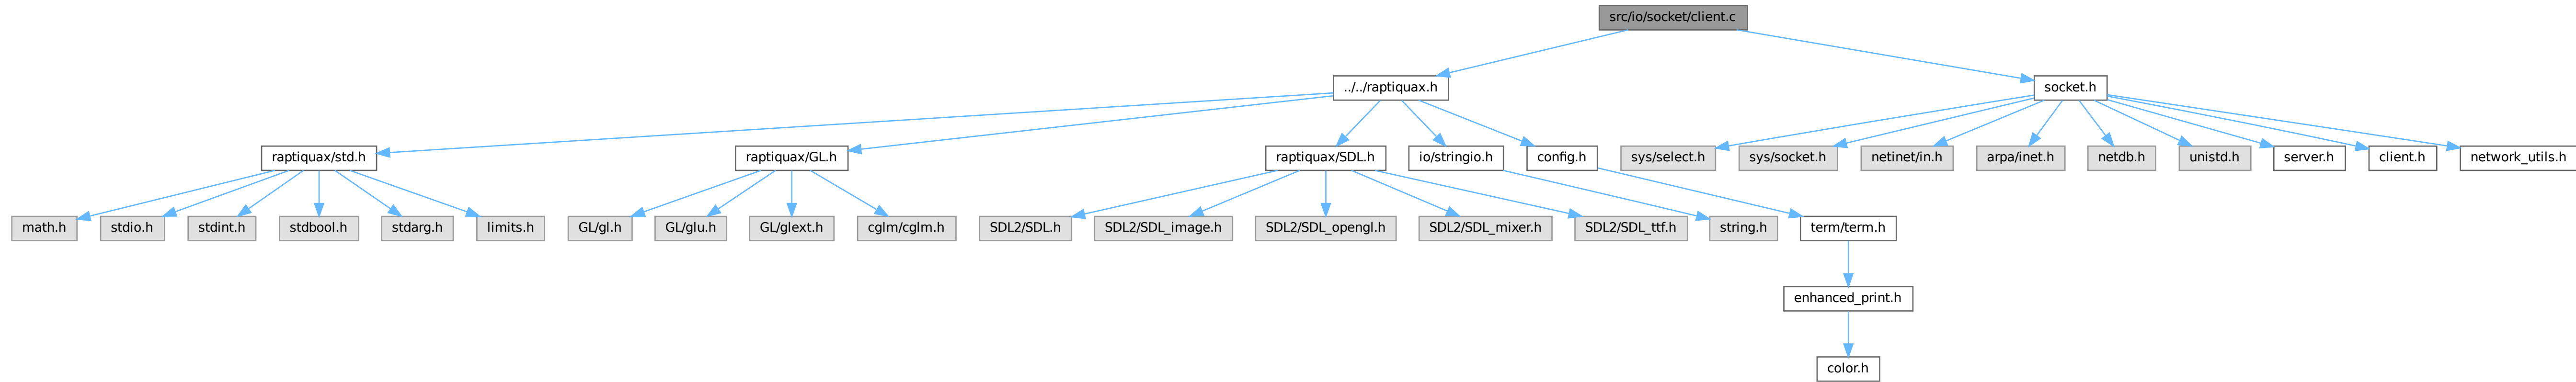 src/io/socket/client.c
../../raptiquax.h
socket.h
raptiquax/std.h
raptiquax/GL.h
raptiquax/SDL.h
io/stringio.h
config.h
sys/select.h
sys/socket.h
netinet/in.h
arpa/inet.h
netdb.h
unistd.h
server.h
client.h
network_utils.h
math.h
stdio.h
stdint.h
stdbool.h
stdarg.h
limits.h
GL/gl.h
GL/glu.h
GL/glext.h
cglm/cglm.h
SDL2/SDL.h
SDL2/SDL_image.h
SDL2/SDL_opengl.h
SDL2/SDL_mixer.h
SDL2/SDL_ttf.h
string.h
term/term.h
enhanced_print.h
color.h